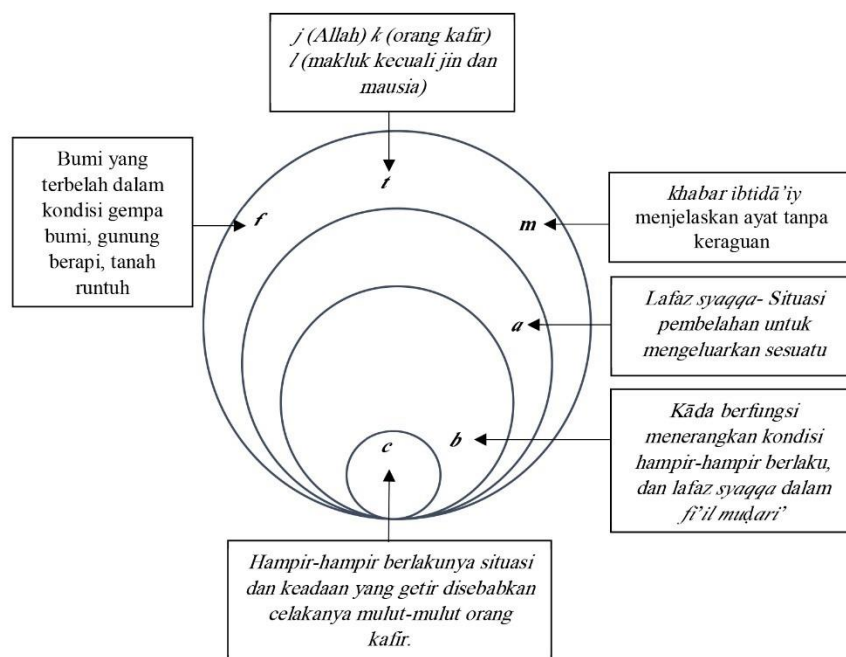 j (Allah) k (orang kafir)
l (makluk kecuali jin dan
mausia)
Bumi yang
terbelah dalam
kondisi gempa
bumi, gunung
berapi, tanah
runtuh
t
f
m
khabar ibtidā’iy
menjelaskan ayat tanpa
keraguan
a
Lafaz syaqqa- Situasi
pembelahan untuk
mengeluarkan sesuatu
b
Kāda berfungsi
menerangkan kondisi
hampir-hampir berlaku,
dan lafaz syaqqa dalam
fi’il muḍari’
c
Hampir-hampir berlakunya situasi
dan keadaan yang getir disebabkan
celakanya mulut-mulut orang
kafir.